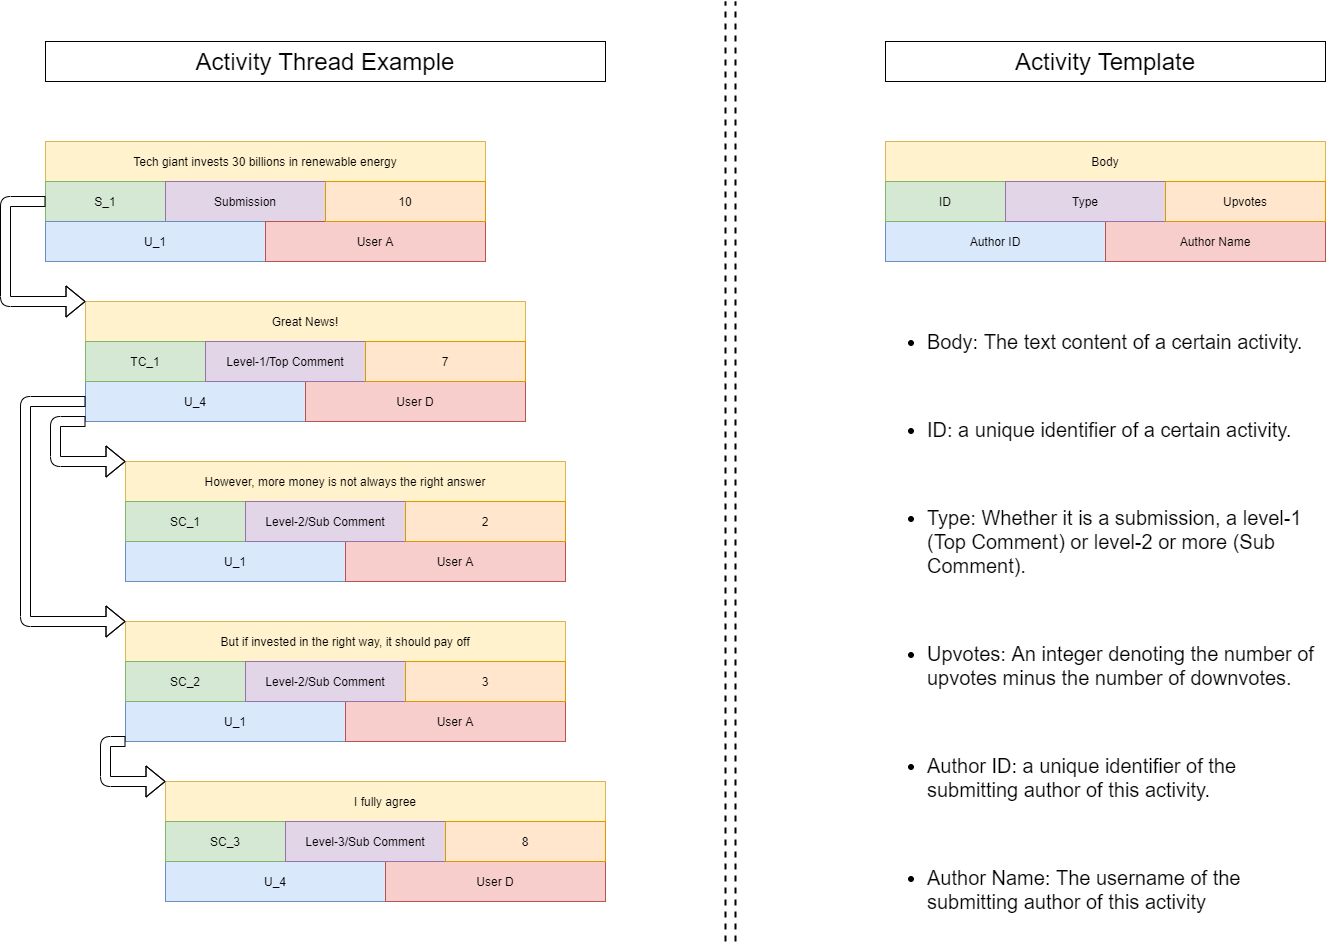 Activity Thread Example
Tech giant invests 30 billions in renewable energy
S_1 Submission 10
U_1 User A
Great News!
TC_1 Level-1/Top Comment 7
U_4 User D
However, more money is not always the right answer
SC_1 Level-2/Sub Comment 2
U_1 User A
But if invested in the right way, it should pay off
SC_2 Level-2/Sub Comment 3
U_1 User A
I fully agree
SC_3 Level-3/Sub Comment 8
U_4 User D
Activity Template
Body
ID Type Upvotes
Author ID Author Name
• Body: The text content of a certain activity.
• ID: a unique identifier of a certain activity.
• Type: Whether it is a submission, a level-1
(Top Comment) or level-2 or more (Sub
Comment).
• Upvotes: An integer denoting the number of
upvotes minus the number of downvotes.
• Author ID: a unique identifier of the
submitting author of this activity.
• Author Name: The username of the
submitting author of this activity